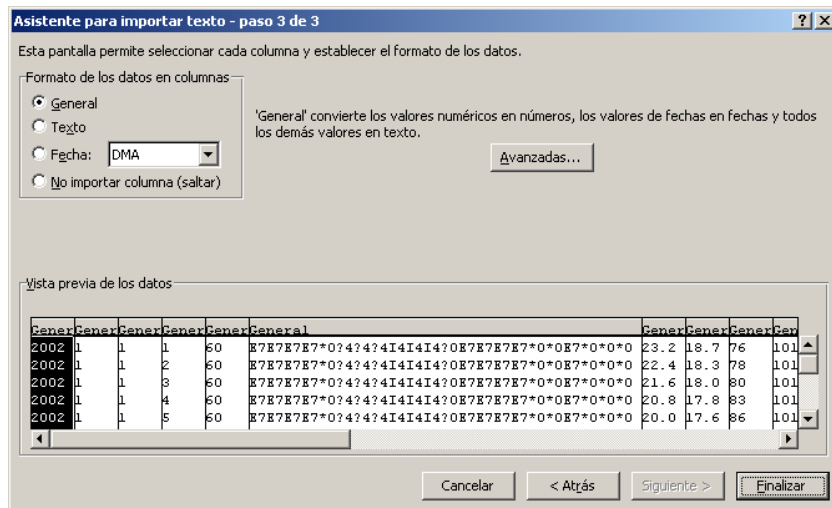 Asistente para importar texto - paso 3 de 3
Esta pantalla permite seleccionar cada columna y establecer el formato de los datos.
Formato de los datos en columnas
General
Texto
Fecha: DMA
No importar columna (saltar)
'General' convierte los valores numéricos en números, los valores de fechas en fechas y todos
los demás valores en texto.
Avanzadas...
Vista previa de los datos
Gener Gener Gener Gener Gener General Gener Gener Gener Gen
2002 1 1 1 60 E7E7E7E7*0?4?4?4I4I4I4?0E7E7E7E7*0*0E7*0*0*0 23.2 18.7 76 101
2002 1 1 2 60 E7E7E7E7*0?4?4?4I4I4I4?0E7E7E7E7*0*0E7*0*0*0 22.4 18.3 78 101
2002 1 1 3 60 E7E7E7E7*0?4?4?4I4I4I4?0E7E7E7E7*0*0E7*0*0*0 21.6 18.0 80 101
2002 1 1 4 60 E7E7E7E7*0?4?4?4I4I4I4?0E7E7E7E7*0*0E7*0*0*0 20.8 17.8 83 101
2002 1 1 5 60 E7E7E7E7*0?4?4?4I4I4I4?0E7E7E7E7*0*0E7*0*0*0 20.0 17.6 86 101
Cancelar < Atrás Siguiente > Finalizar